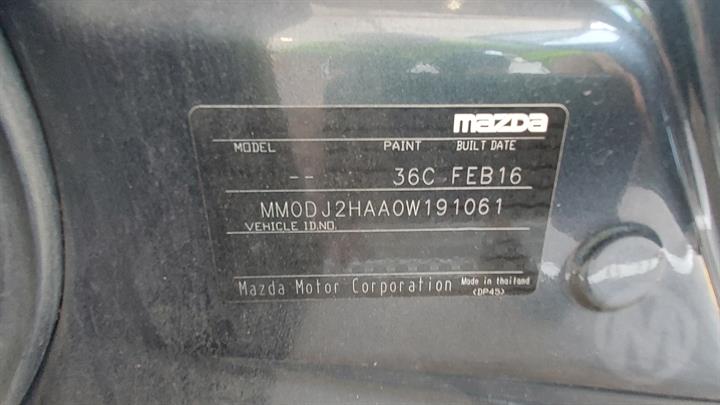 mazda
MODEL PAINT BUILT DATE
-- 36C FEB16
MM0DJ2HAA0W191061
VEHICLE ID.NO.
Mazda Motor Corporation Made in thailand
(DP45)
M